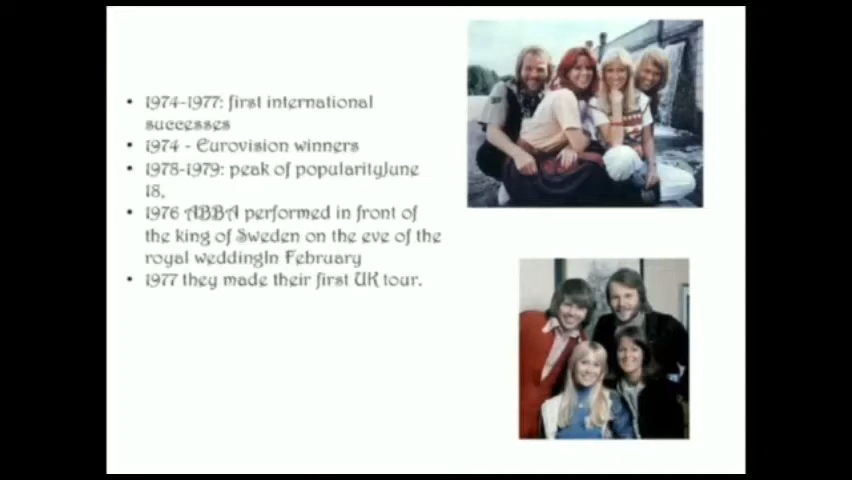 • 1974-1977: first international
successes
• 1974 - Eurovision winners
• 1978-1979: peak of popularityJune
18,
• 1976 ABBA performed in front of
the king of Sweden on the eve of the
royal weddingIn February
• 1977 they made their first UK tour.